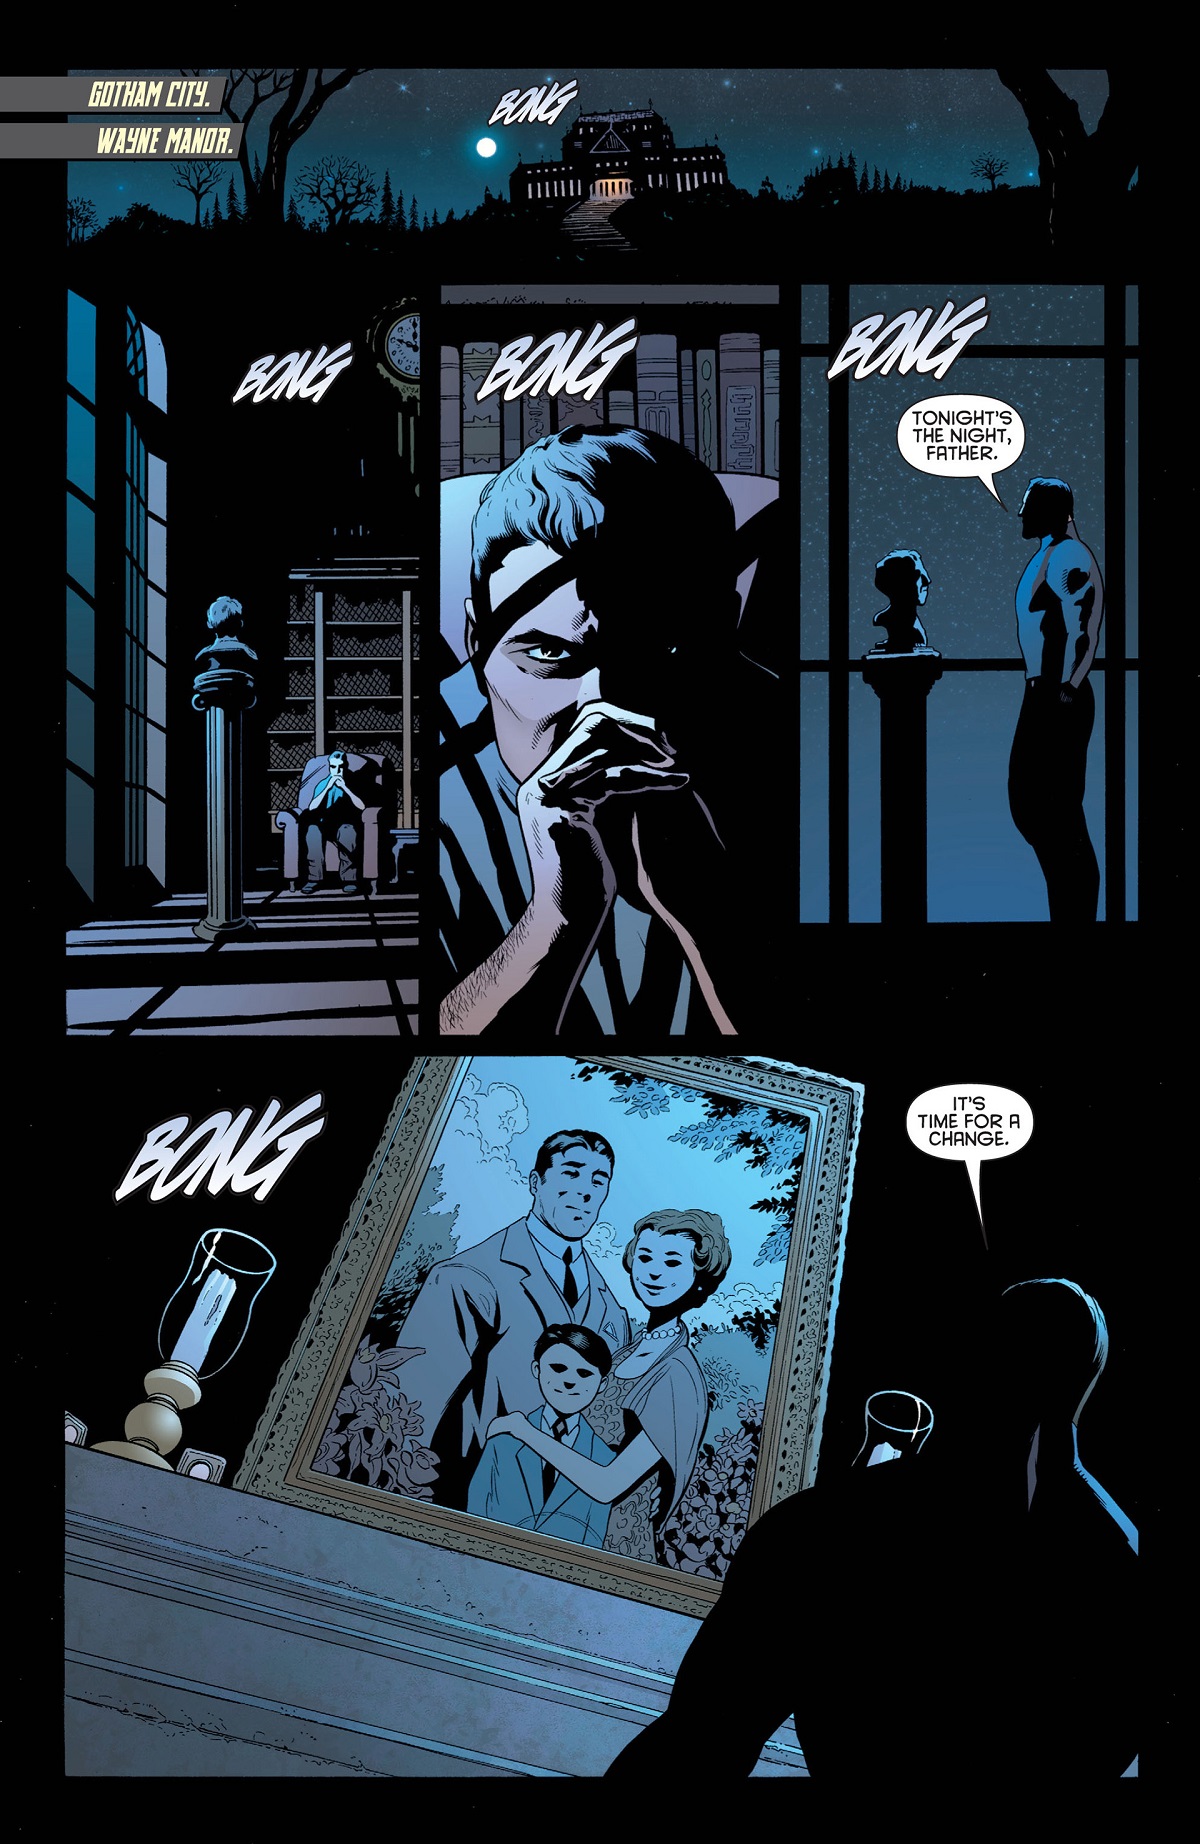 GOTHAM CITY.
WAYNE MANOR.
BONG
BONG
BONG
BONG
TONIGHT'S
THE NIGHT,
FATHER.
BONG
IT'S
TIME FOR A
CHANGE.